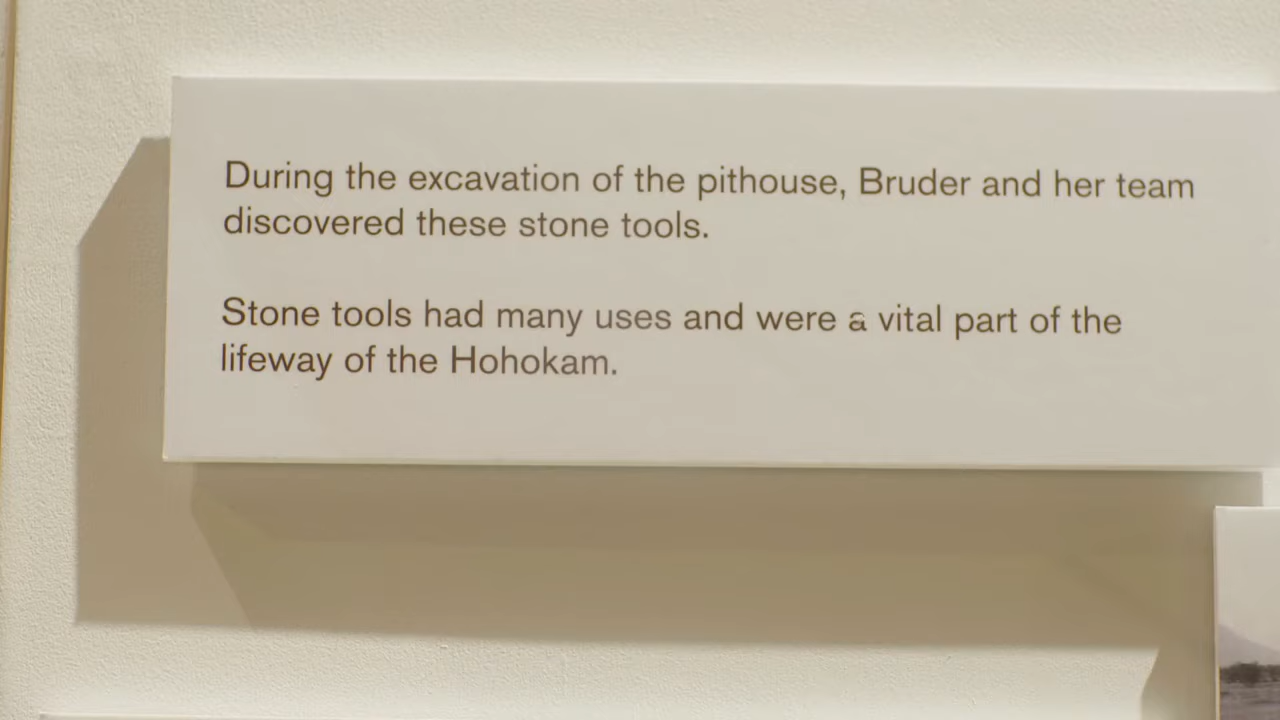 During the excavation of the pithouse, Bruder and her team
discovered these stone tools.
Stone tools had many uses and were a vital part of the
lifeway of the Hohokam.